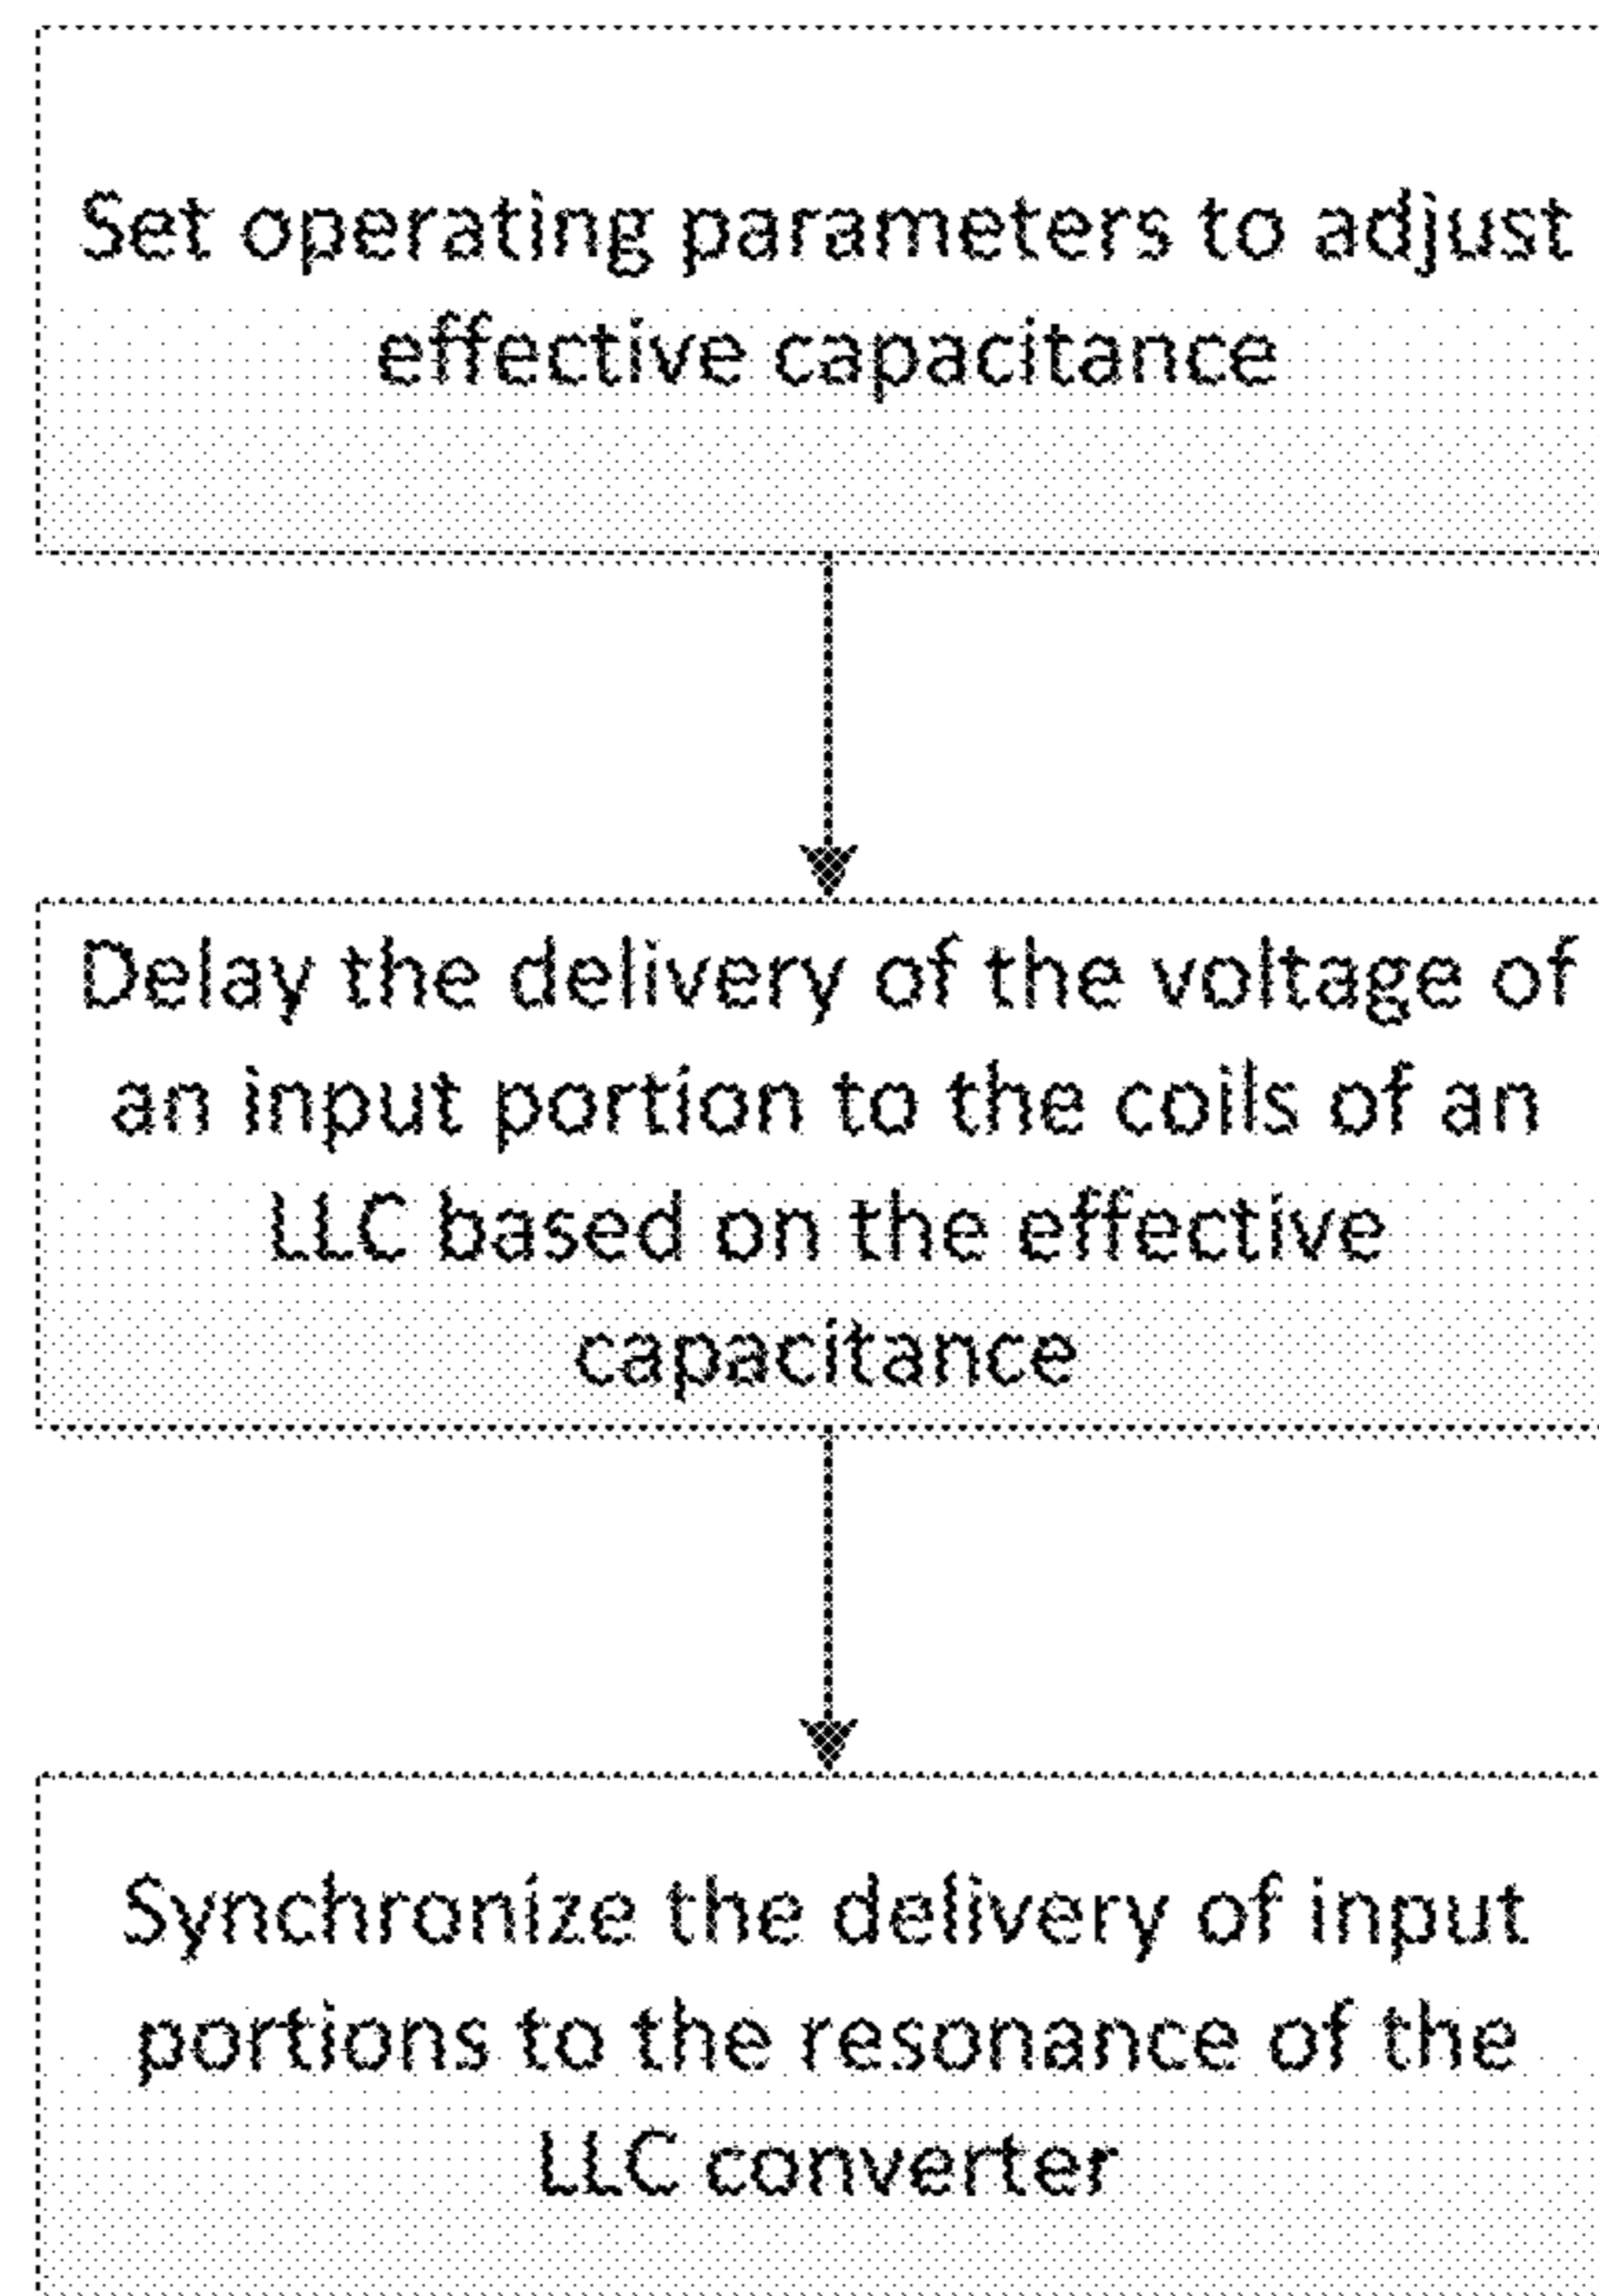 Set operating parameters to adjust
effective capacitance
Delay the delivery of the voltage of
an input portion to the coils of an
LLC based on the effective
capacitance
Synchronize the delivery of input
portions to the resonance of the
LLC converter